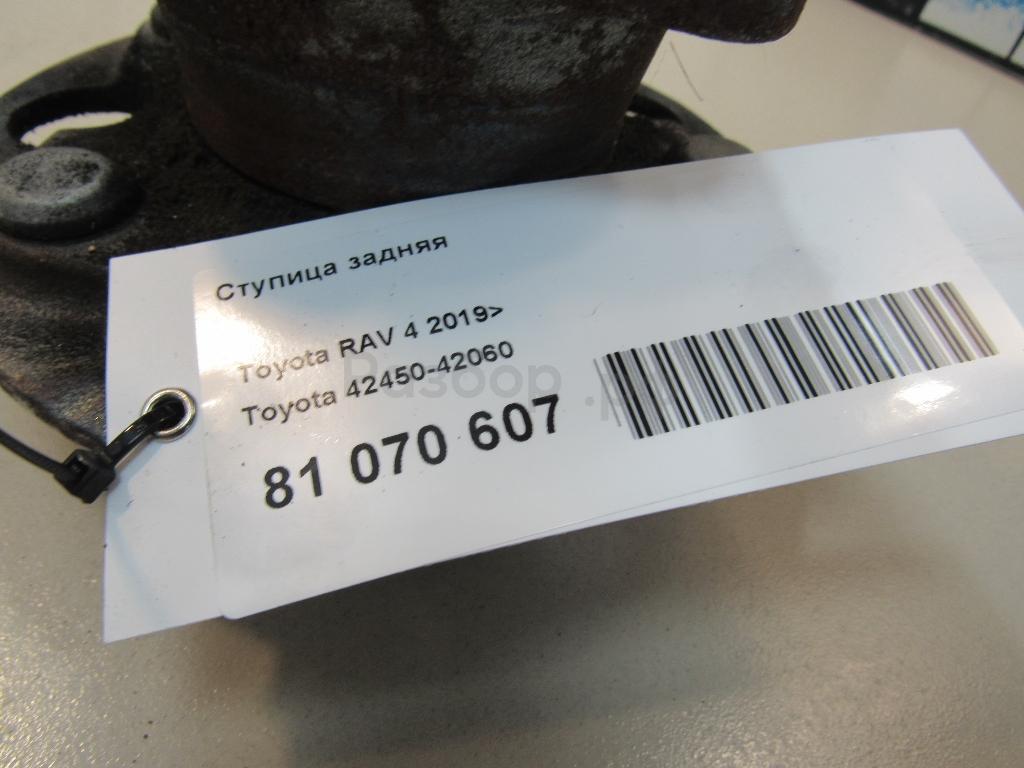 Ступица задняя
Toyota RAV 4 2019>
Toyota 42450-42060
81 070 607